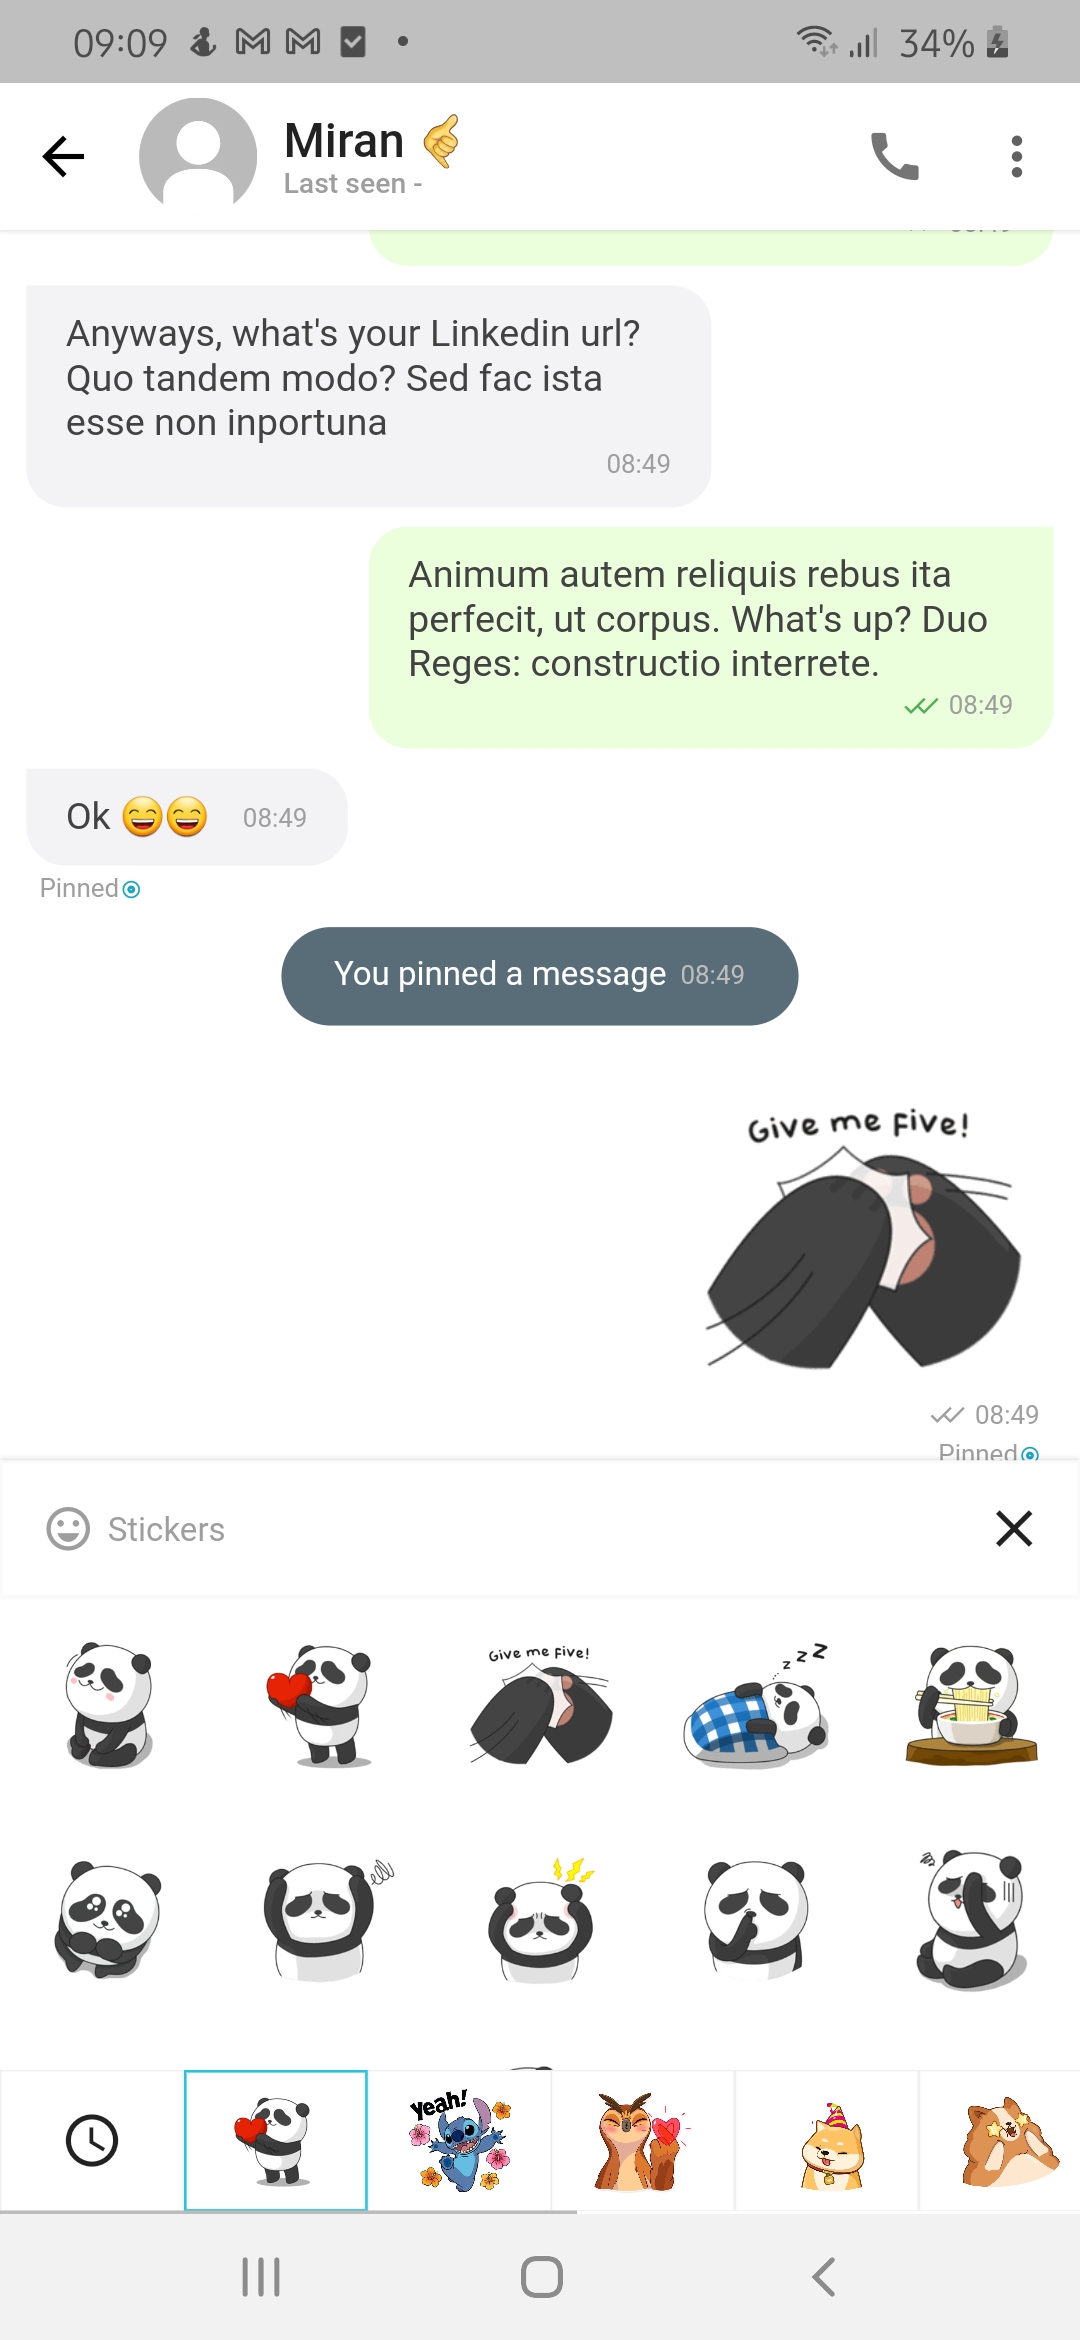 09:09
34%
Miran
Last seen -
Anyways, what's your Linkedin url?
Quo tandem modo? Sed fac ista
esse non inportuna
08:49
Animum autem reliquis rebus ita
perfecit, ut corpus. What's up? Duo
Reges: constructio interrete.
08:49
Ok 😄😄 08:49
Pinned
You pinned a message 08:49
Give me Five!
08:49
Pinned
Stickers
Give me Five!
z z Z
Yeah!